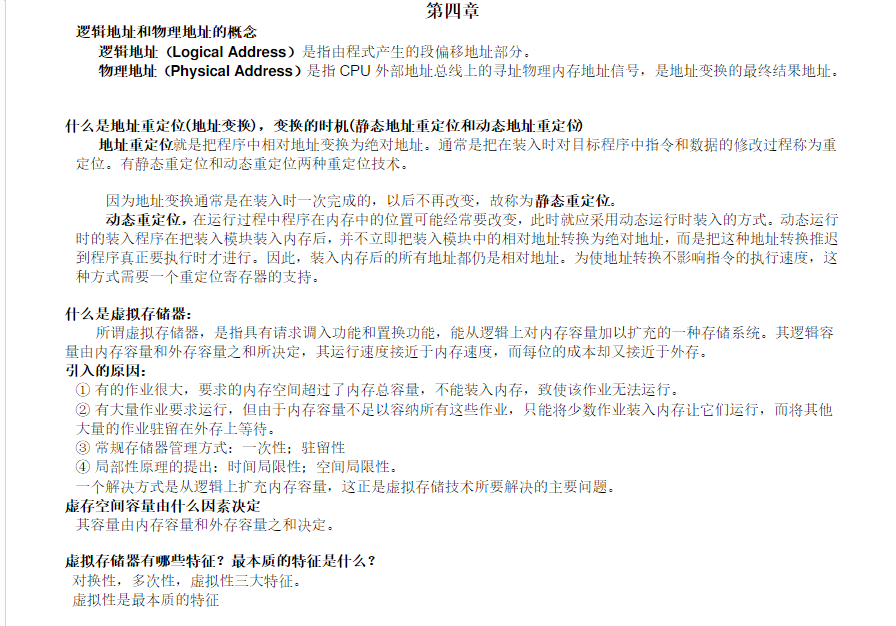 第四章
逻辑地址和物理地址的概念
逻辑地址（Logical Address）是指由程式产生的段偏移地址部分。
物理地址（Physical Address）是指 CPU 外部地址总线上的寻址物理内存地址信号，是地址变换的最终结果地址。
什么是地址重定位(地址变换)，变换的时机(静态地址重定位和动态地址重定位)
地址重定位就是把程序中相对地址变换为绝对地址。通常是把在装入时对目标程序中指令和数据的修改过程称为重
定位。有静态重定位和动态重定位两种重定位技术。
因为地址变换通常是在装入时一次完成的，以后不再改变，故称为静态重定位。
动态重定位，在运行过程中程序在内存中的位置可能经常要改变，此时就应采用动态运行时装入的方式。动态运行
时的装入程序在把装入模块装入内存后，并不立即把装入模块中的相对地址转换为绝对地址，而是把这种地址转换推迟
到程序真正要执行时才进行。因此，装入内存后的所有地址都仍是相对地址。为使地址转换不影响指令的执行速度，这
种方式需要一个重定位寄存器的支持。
什么是虚拟存储器：
所谓虚拟存储器，是指具有请求调入功能和置换功能，能从逻辑上对内存容量加以扩充的一种存储系统。其逻辑容
量由内存容量和外存容量之和所决定，其运行速度接近于内存速度，而每位的成本却又接近于外存。
引入的原因：
① 有的作业很大，要求的内存空间超过了内存总容量，不能装入内存，致使该作业无法运行。
② 有大量作业要求运行，但由于内存容量不足以容纳所有这些作业，只能将少数作业装入内存让它们运行，而将其他
大量的作业驻留在外存上等待。
③ 常规存储器管理方式：一次性；驻留性
④ 局部性原理的提出：时间局限性；空间局限性。
一个解决方式是从逻辑上扩充内存容量，这正是虚拟存储技术所要解决的主要问题。
虚存空间容量由什么因素决定
其容量由内存容量和外存容量之和决定。
虚拟存储器有哪些特征？最本质的特征是什么？
对换性，多次性，虚拟性三大特征。
虚拟性是最本质的特征